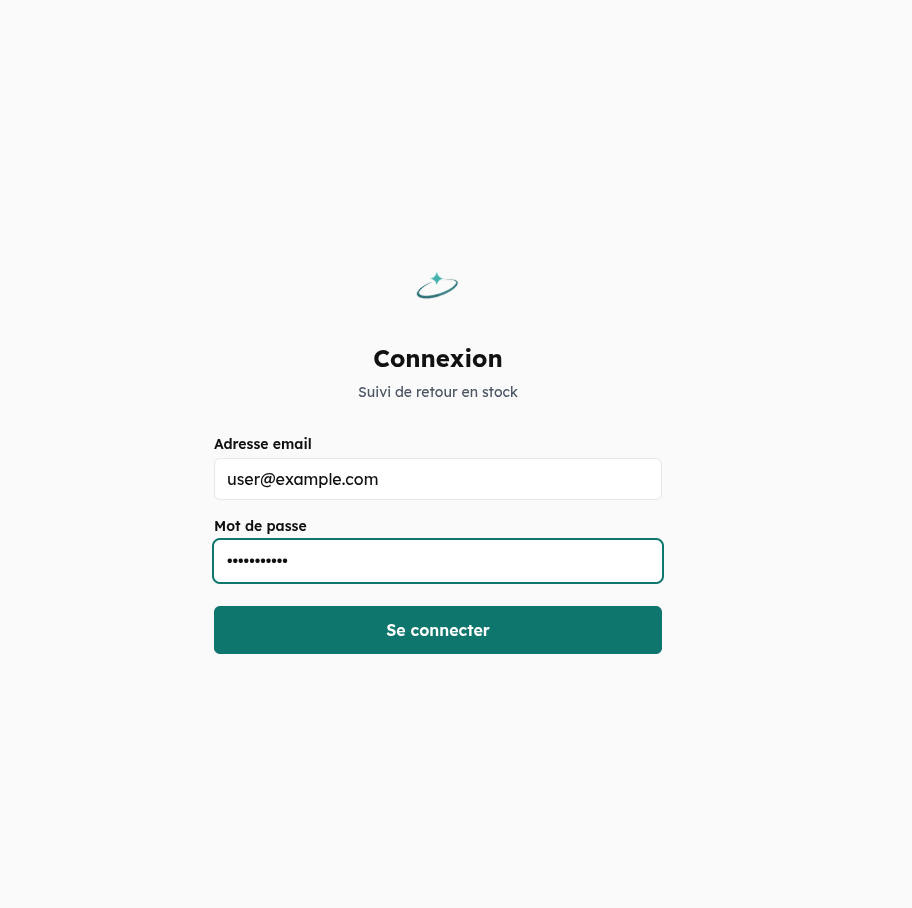 Connexion
Suivi de retour en stock
Adresse email
user@example.com
Mot de passe
•••••••••••
Se connecter